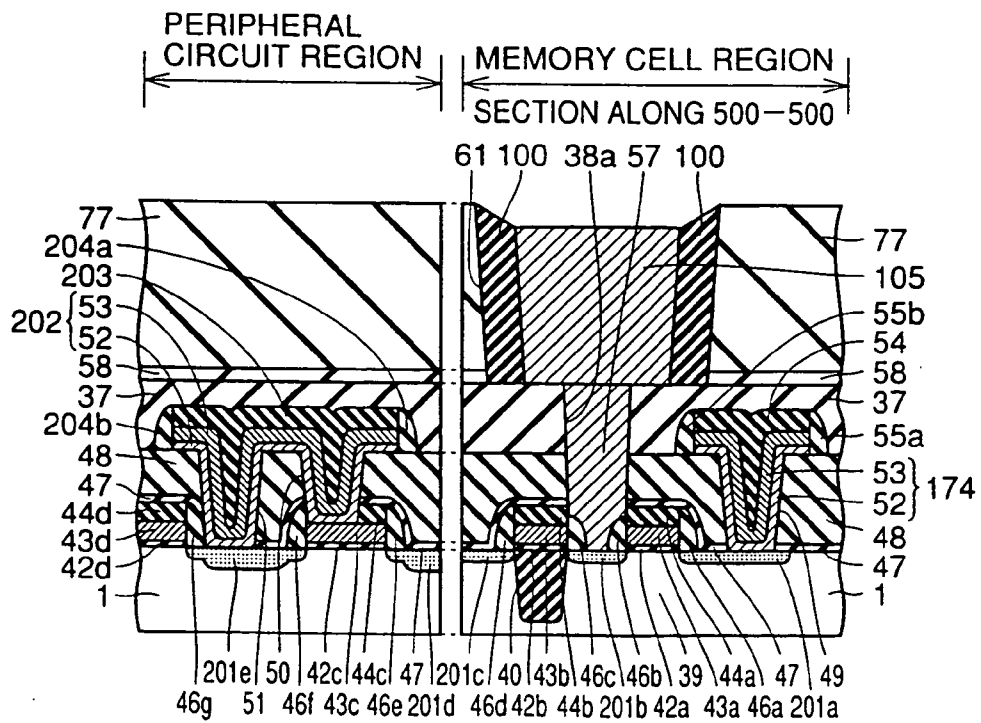 PERIPHERAL
CIRCUIT REGION
MEMORY CELL REGION
SECTION ALONG 500-500
61 100 38a 57 100
77
204a
203
202 { 53
52
58
37
204b
48
47
44d
43d
42d
1
77
105
55b
54
58
37
55a
53
52 } 174
48
47
1
201e 50 42c 44c 47 201c 40 43b 46c 46b 39 44a 47 49
46g 51 46f 43c 46e 201d 46d 42b 44b 201b 42a 43a 46a 201a